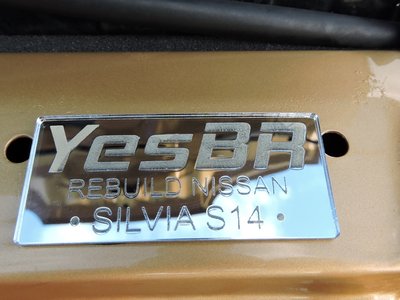 YesBR
REBUILD NISSAN
SILVIA S14